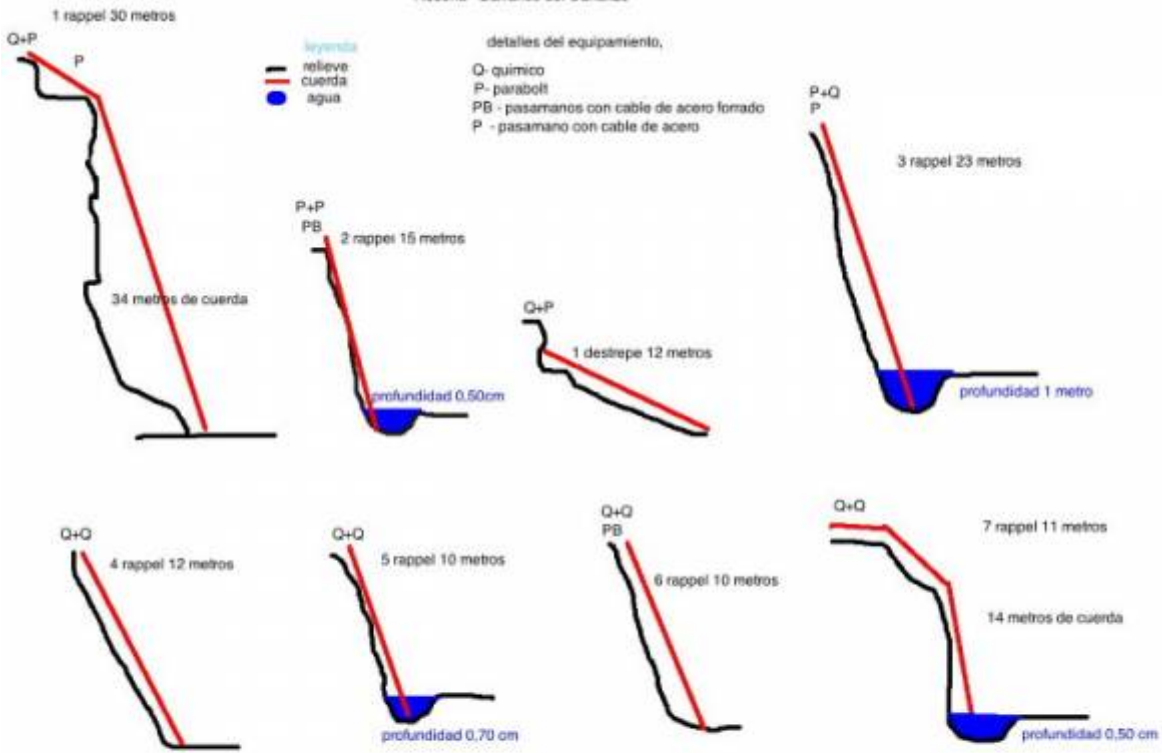 1 rappel 30 metros
Q+P
P
34 metros de cuerda
leyenda
relieve
cuerda
agua
detalles del equipamiento,
Q- quimico
P- parabolt
PB - pasamanos con cable de acero forrado
P - pasamano con cable de acero
P+P
PB
2 rappel 15 metros
profundidad 0,50cm
Q+P
1 destrepe 12 metros
P+Q
P
3 rappel 23 metros
profundidad 1 metro
Q+Q
4 rappel 12 metros
Q+Q
5 rappel 10 metros
profundidad 0,70 cm
Q+Q
PB
6 rappel 10 metros
Q+Q
7 rappel 11 metros
14 metros de cuerda
profundidad 0,50 cm